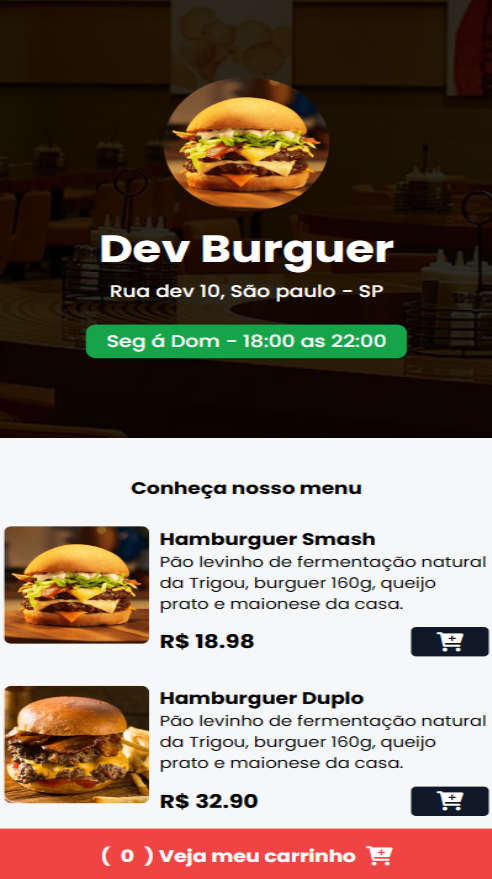 Dev Burguer
Rua dev 10, São paulo - SP
Seg á Dom - 18:00 as 22:00
Conheça nosso menu
Hamburguer Smash
Pão levinho de fermentação natural
da Trigou, burguer 160g, queijo
prato e maionese da casa.
R$ 18.98
Hamburguer Duplo
Pão levinho de fermentação natural
da Trigou, burguer 160g, queijo
prato e maionese da casa.
R$ 32.90
( 0 ) Veja meu carrinho